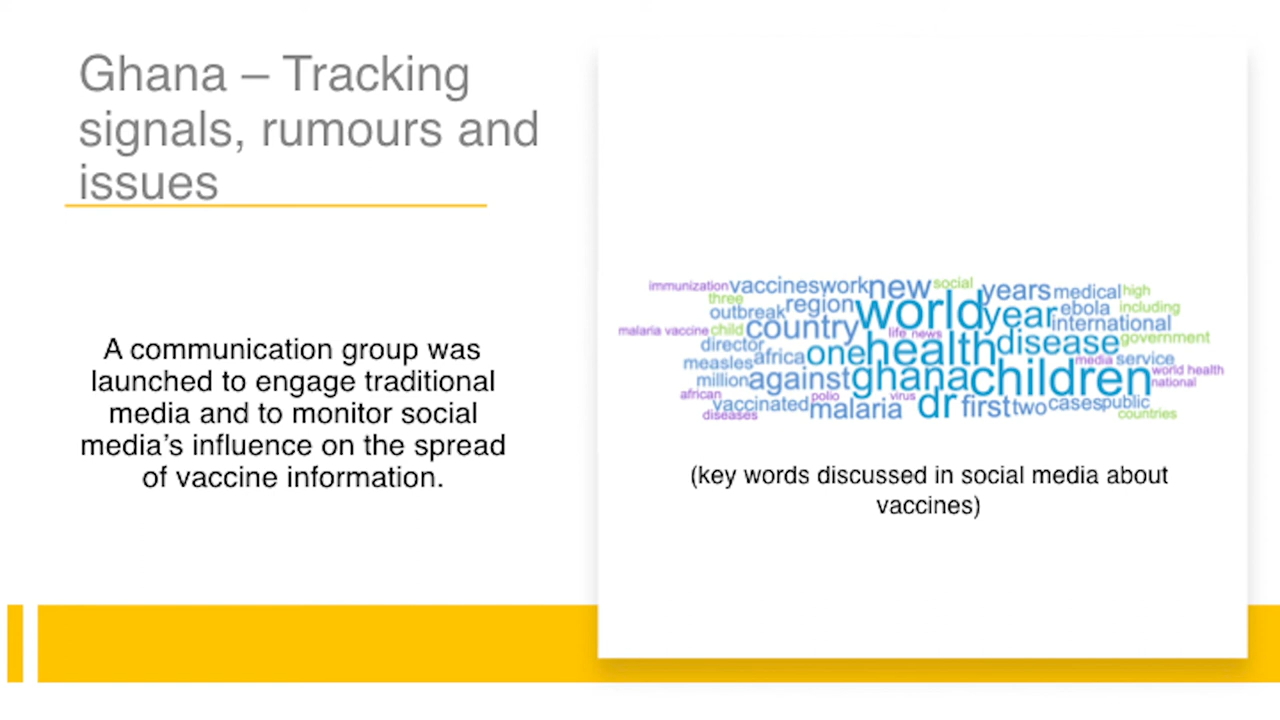 Ghana – Tracking
signals, rumours and
issues
A communication group was
launched to engage traditional
media and to monitor social
media's influence on the spread
of vaccine information.
immunization vaccines work new social years medical high
three outbreak region world year ebola including
malaria vaccine child country life news international
director africa one health disease government
measles media service
million against ghana children world health
national
african polio virus dr first two cases public
diseases vaccinated malaria countries
(key words discussed in social media about
vaccines)